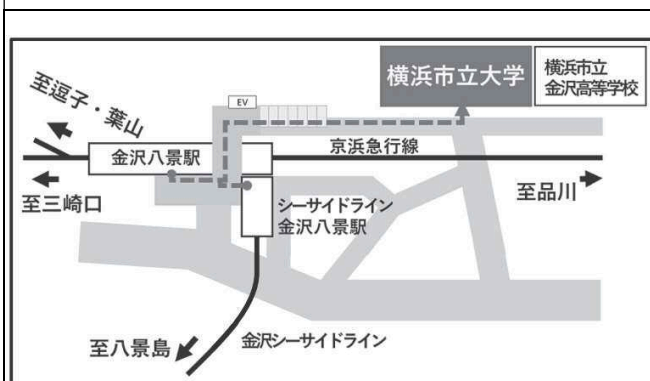 横浜市立大学
横浜市立
金沢高等学校
EV
至逗子・葉山
金沢八景駅
京浜急行線
至三崎口
至品川
シーサイドライン
金沢八景駅
至八景島
金沢シーサイドライン